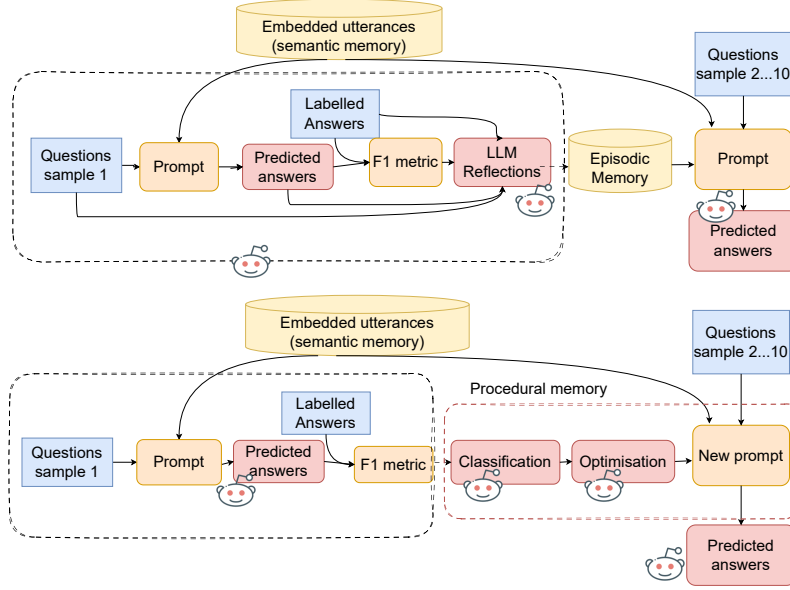 Embedded utterances
(semantic memory)
Questions
sample 2...10
Labelled
Answers
Questions
sample 1
Prompt
Predicted
answers
F1 metric
LLM
Reflections
Episodic
Memory
Prompt
Predicted
answers
Embedded utterances
(semantic memory)
Questions
sample 2...10
Procedural memory
Labelled
Answers
Questions
sample 1
Prompt
Predicted
answers
F1 metric
Classification
Optimisation
New prompt
Predicted
answers